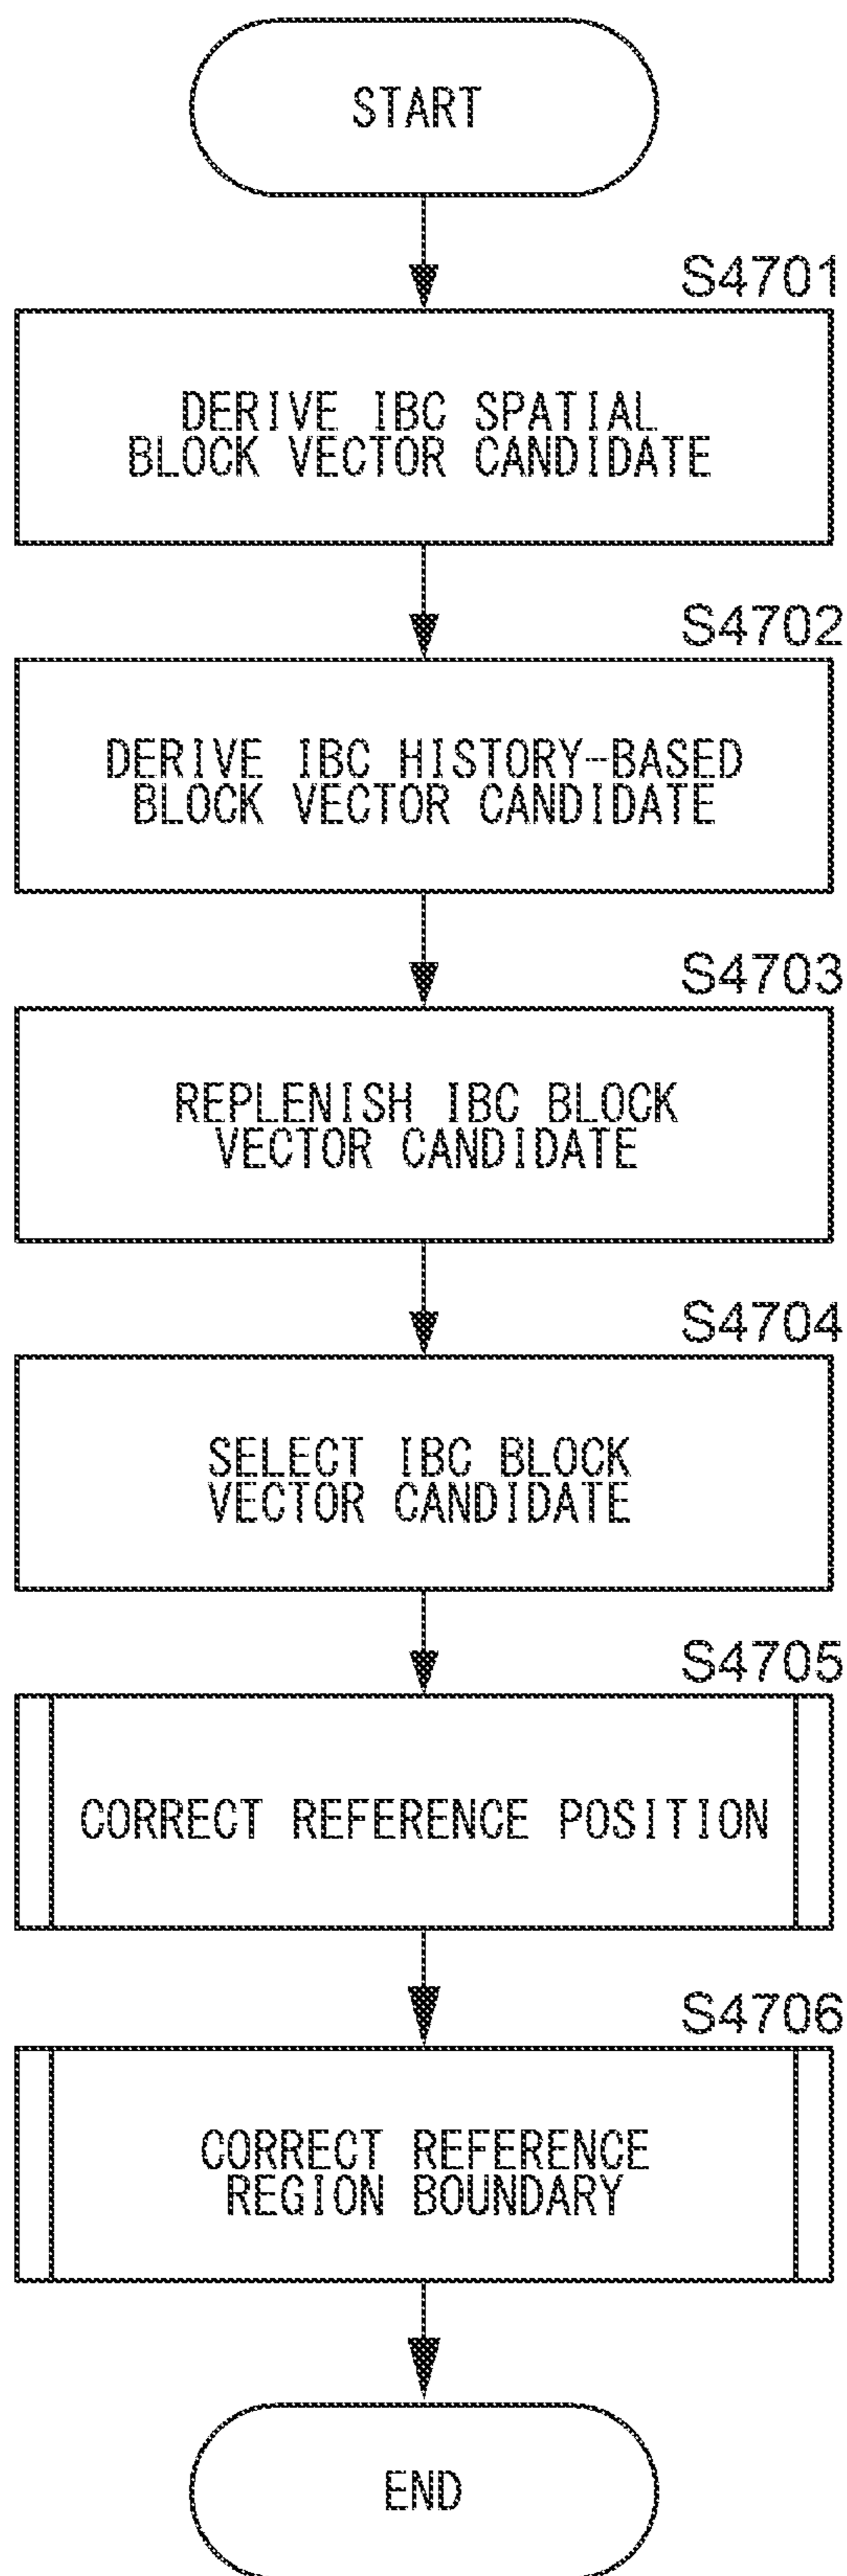 START
S4701
DERIVE IBC SPATIAL
BLOCK VECTOR CANDIDATE
S4702
DERIVE IBC HISTORY-BASED
BLOCK VECTOR CANDIDATE
S4703
REPLENISH IBC BLOCK
VECTOR CANDIDATE
S4704
SELECT IBC BLOCK
VECTOR CANDIDATE
S4705
CORRECT REFERENCE POSITION
S4706
CORRECT REFERENCE
REGION BOUNDARY
END